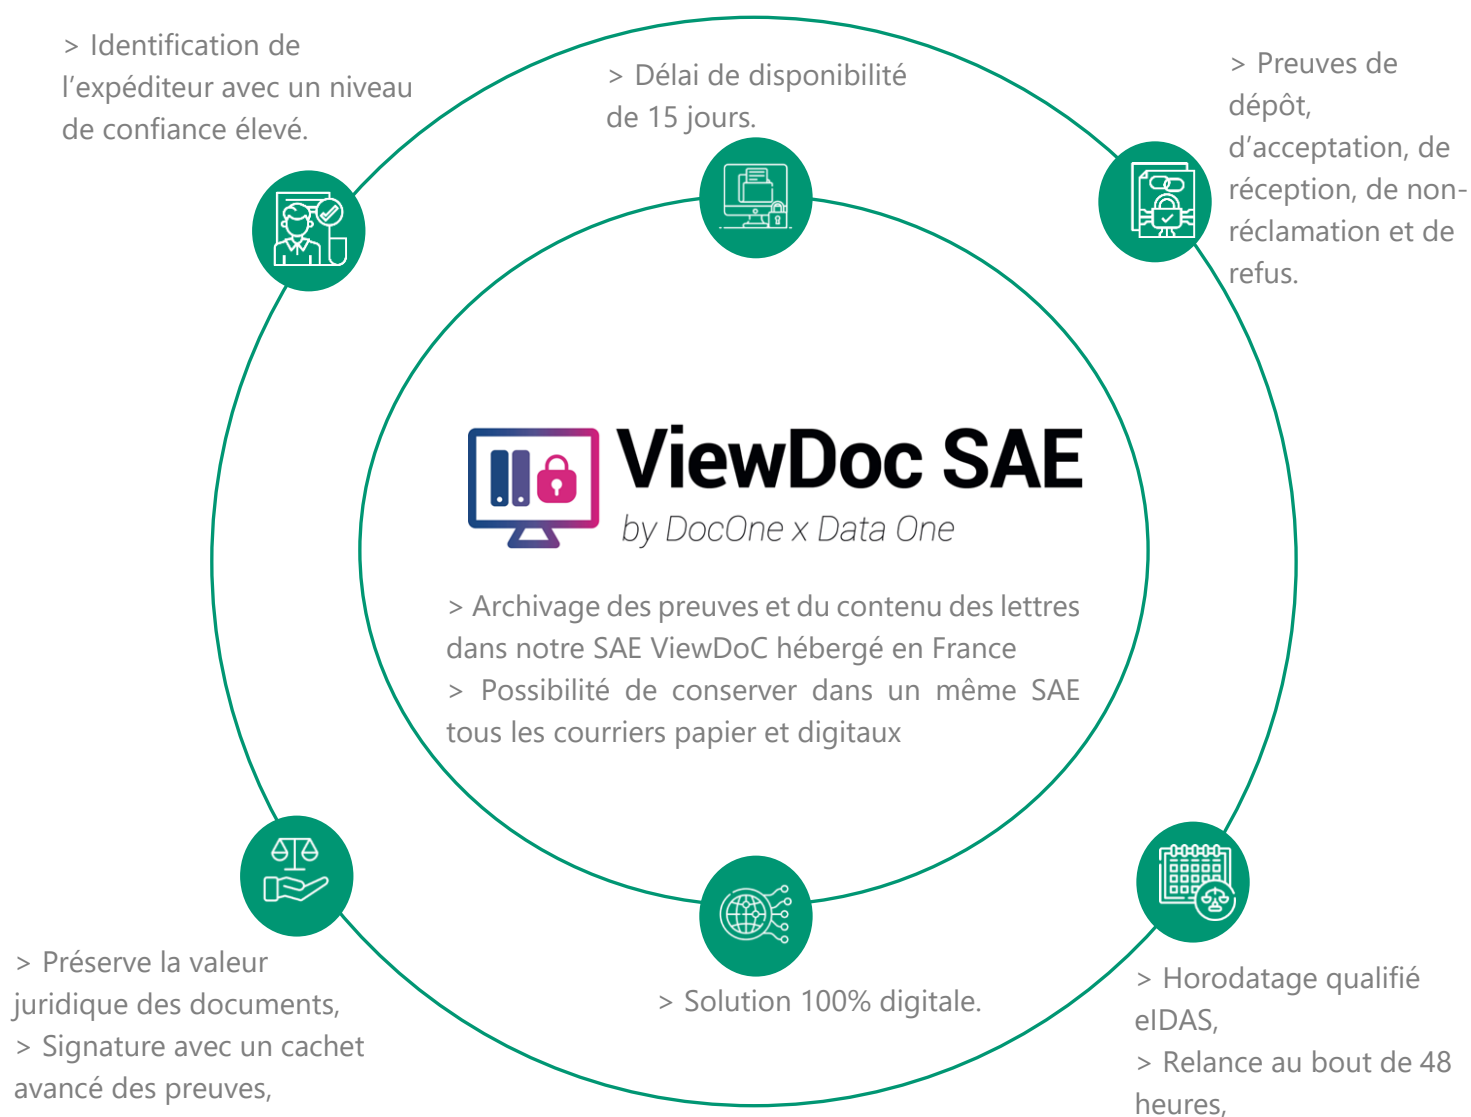 > Identification de
l'expéditeur avec un niveau
de confiance élevé.
> Délai de disponibilité
de 15 jours.
> Preuves de
dépôt,
d'acceptation, de
réception, de non-
réclamation et de
refus.
ViewDoc SAE
by DocOne x Data One
> Archivage des preuves et du contenu des lettres
dans notre SAE ViewDoC hébergé en France
> Possibilité de conserver dans un même SAE
tous les courriers papier et digitaux
> Préserve la valeur
juridique des documents,
> Signature avec un cachet
avancé des preuves,
> Solution 100% digitale.
> Horodatage qualifié
eIDAS,
> Relance au bout de 48
heures,